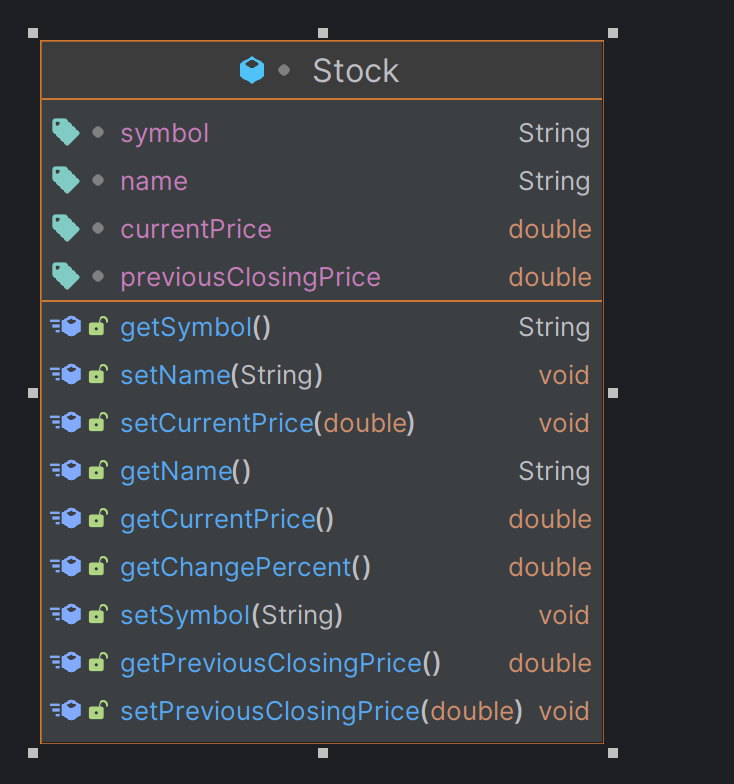 Stock
symbol String
name String
currentPrice double
previousClosingPrice double
getSymbol() String
setName(String) void
setCurrentPrice(double) void
getName() String
getCurrentPrice() double
getChangePercent() double
setSymbol(String) void
getPreviousClosingPrice() double
setPreviousClosingPrice(double) void